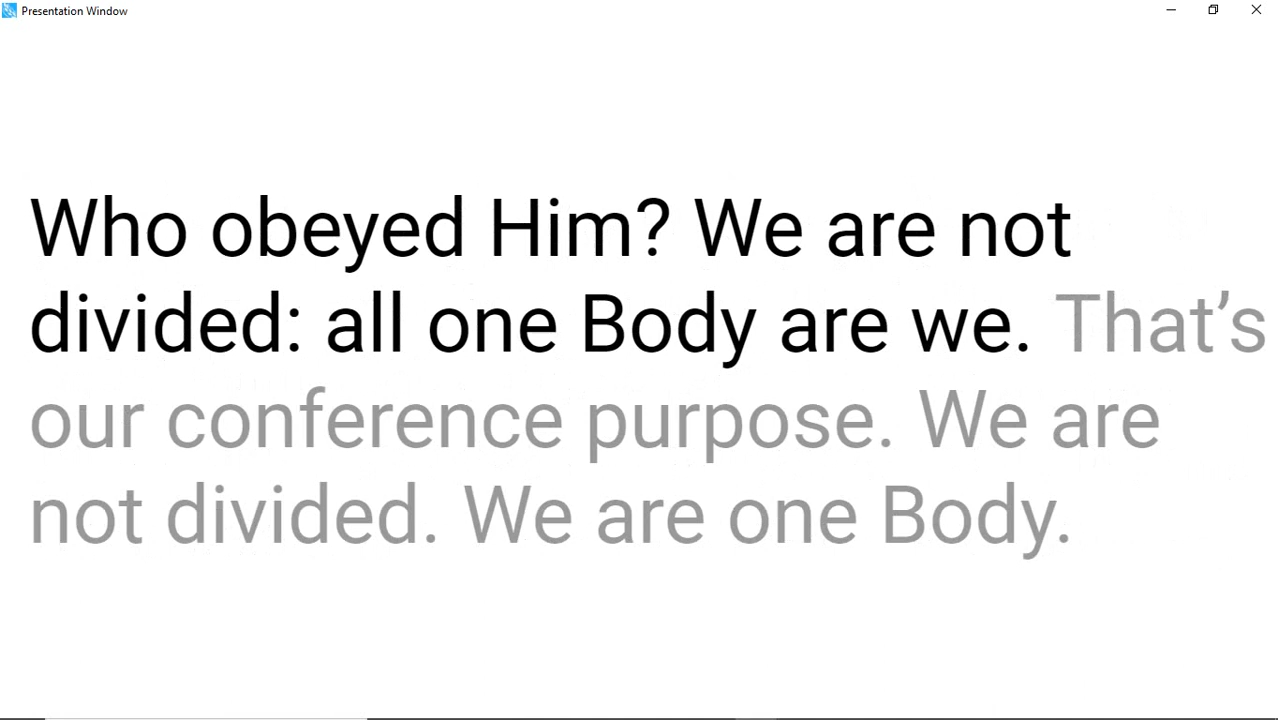 Presentation Window
Who obeyed Him? We are not
divided: all one Body are we. That’s
our conference purpose. We are
not divided. We are one Body.